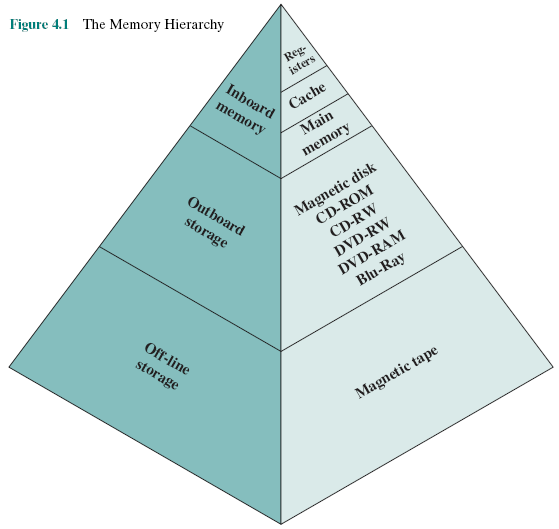 Figure 4.1 The Memory Hierarchy
Reg-
isters
Cache
Main
memory
Inboard
memory
Magnetic disk
CD-ROM
CD-RW
DVD-RW
DVD-RAM
Blu-Ray
Outboard
storage
Magnetic tape
Off-line
storage